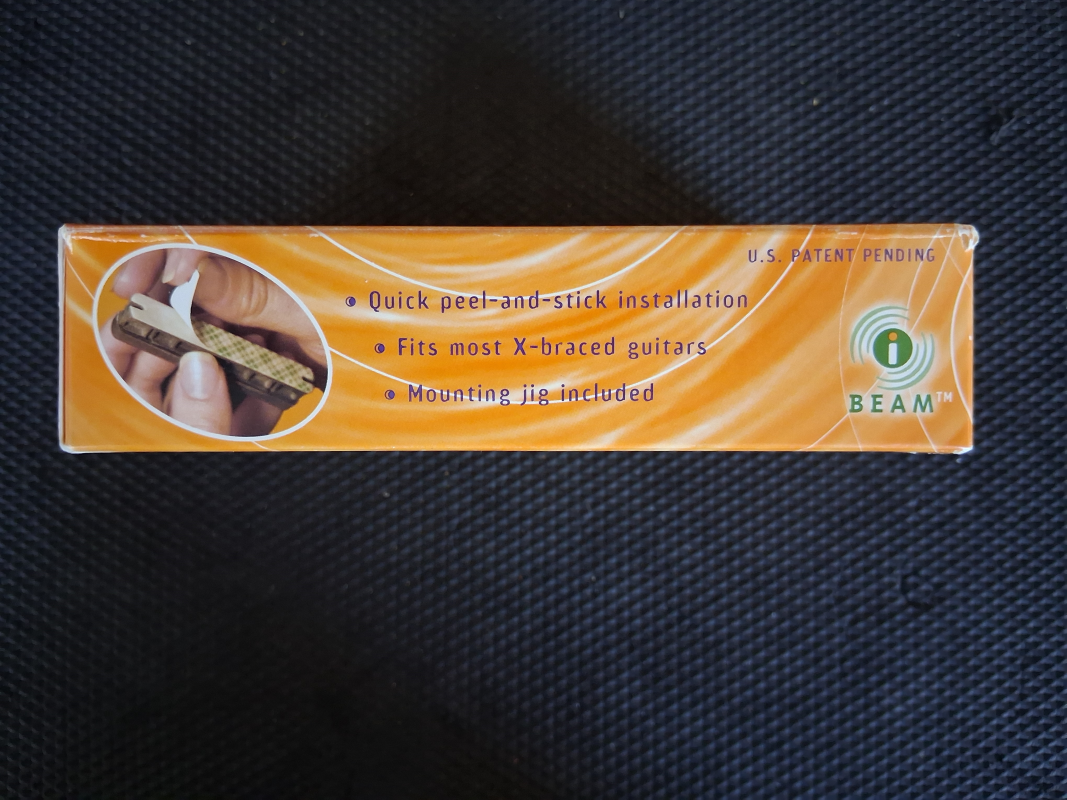 U.S. PATENT PENDING
Quick peel-and-stick installation
Fits most X-braced guitars
Mounting jig included
i
BEAM™